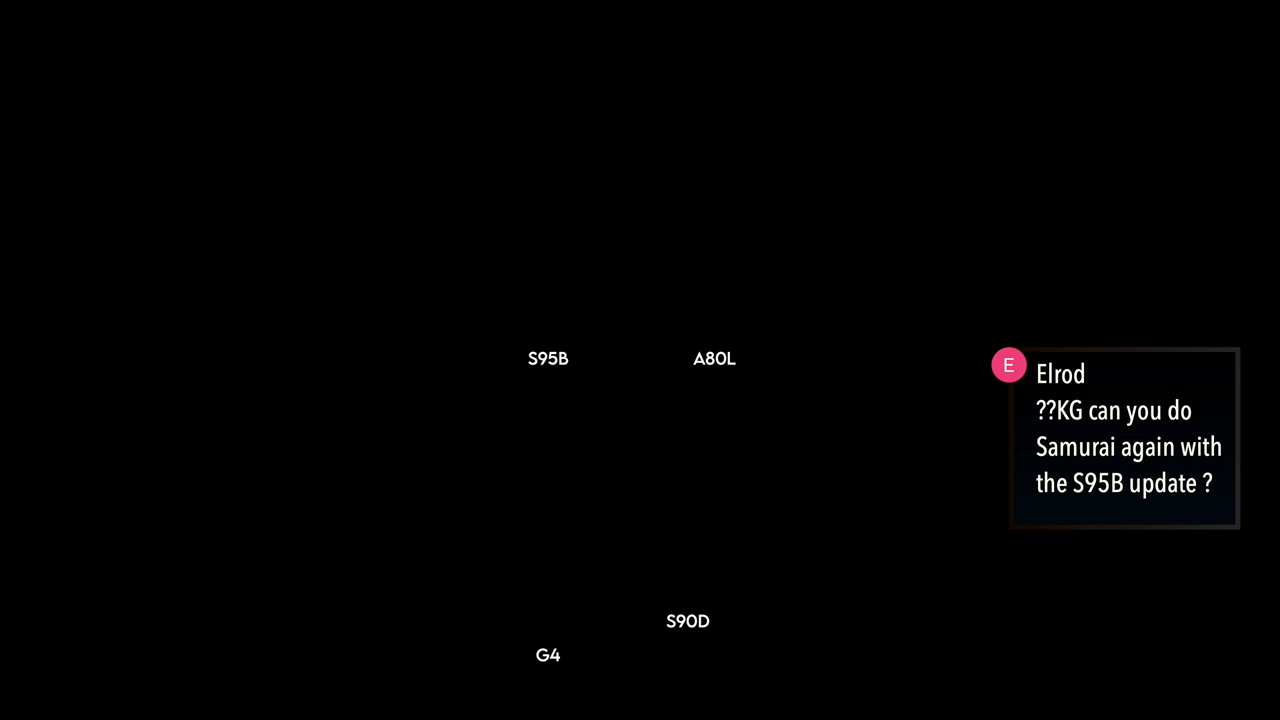 S95B
A80L
E
Elrod
??KG can you do
Samurai again with
the S95B update ?
S90D
G4